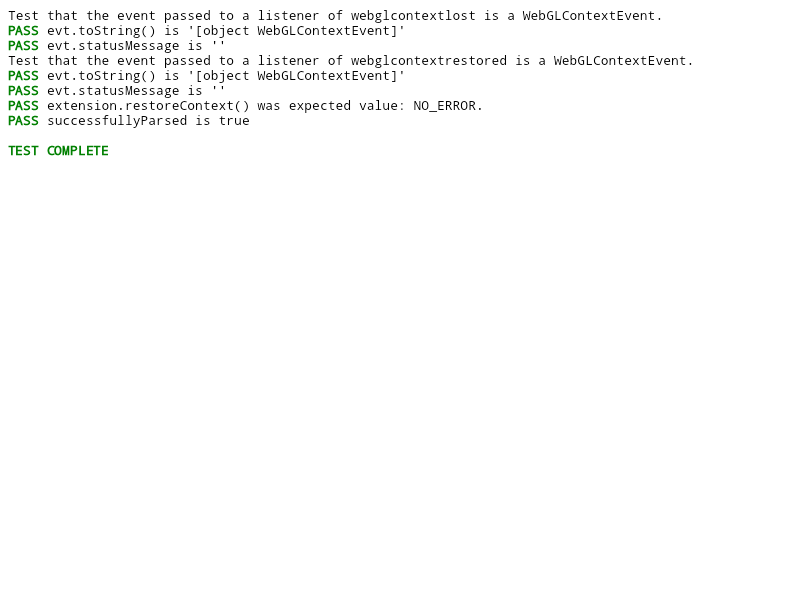 Test that the event passed to a listener of webglcontextlost is a WebGLContextEvent.
PASS evt.toString() is '[object WebGLContextEvent]'
PASS evt.statusMessage is ''
Test that the event passed to a listener of webglcontextrestored is a WebGLContextEvent.
PASS evt.toString() is '[object WebGLContextEvent]'
PASS evt.statusMessage is ''
PASS extension.restoreContext() was expected value: NO_ERROR.
PASS successfullyParsed is true
TEST COMPLETE